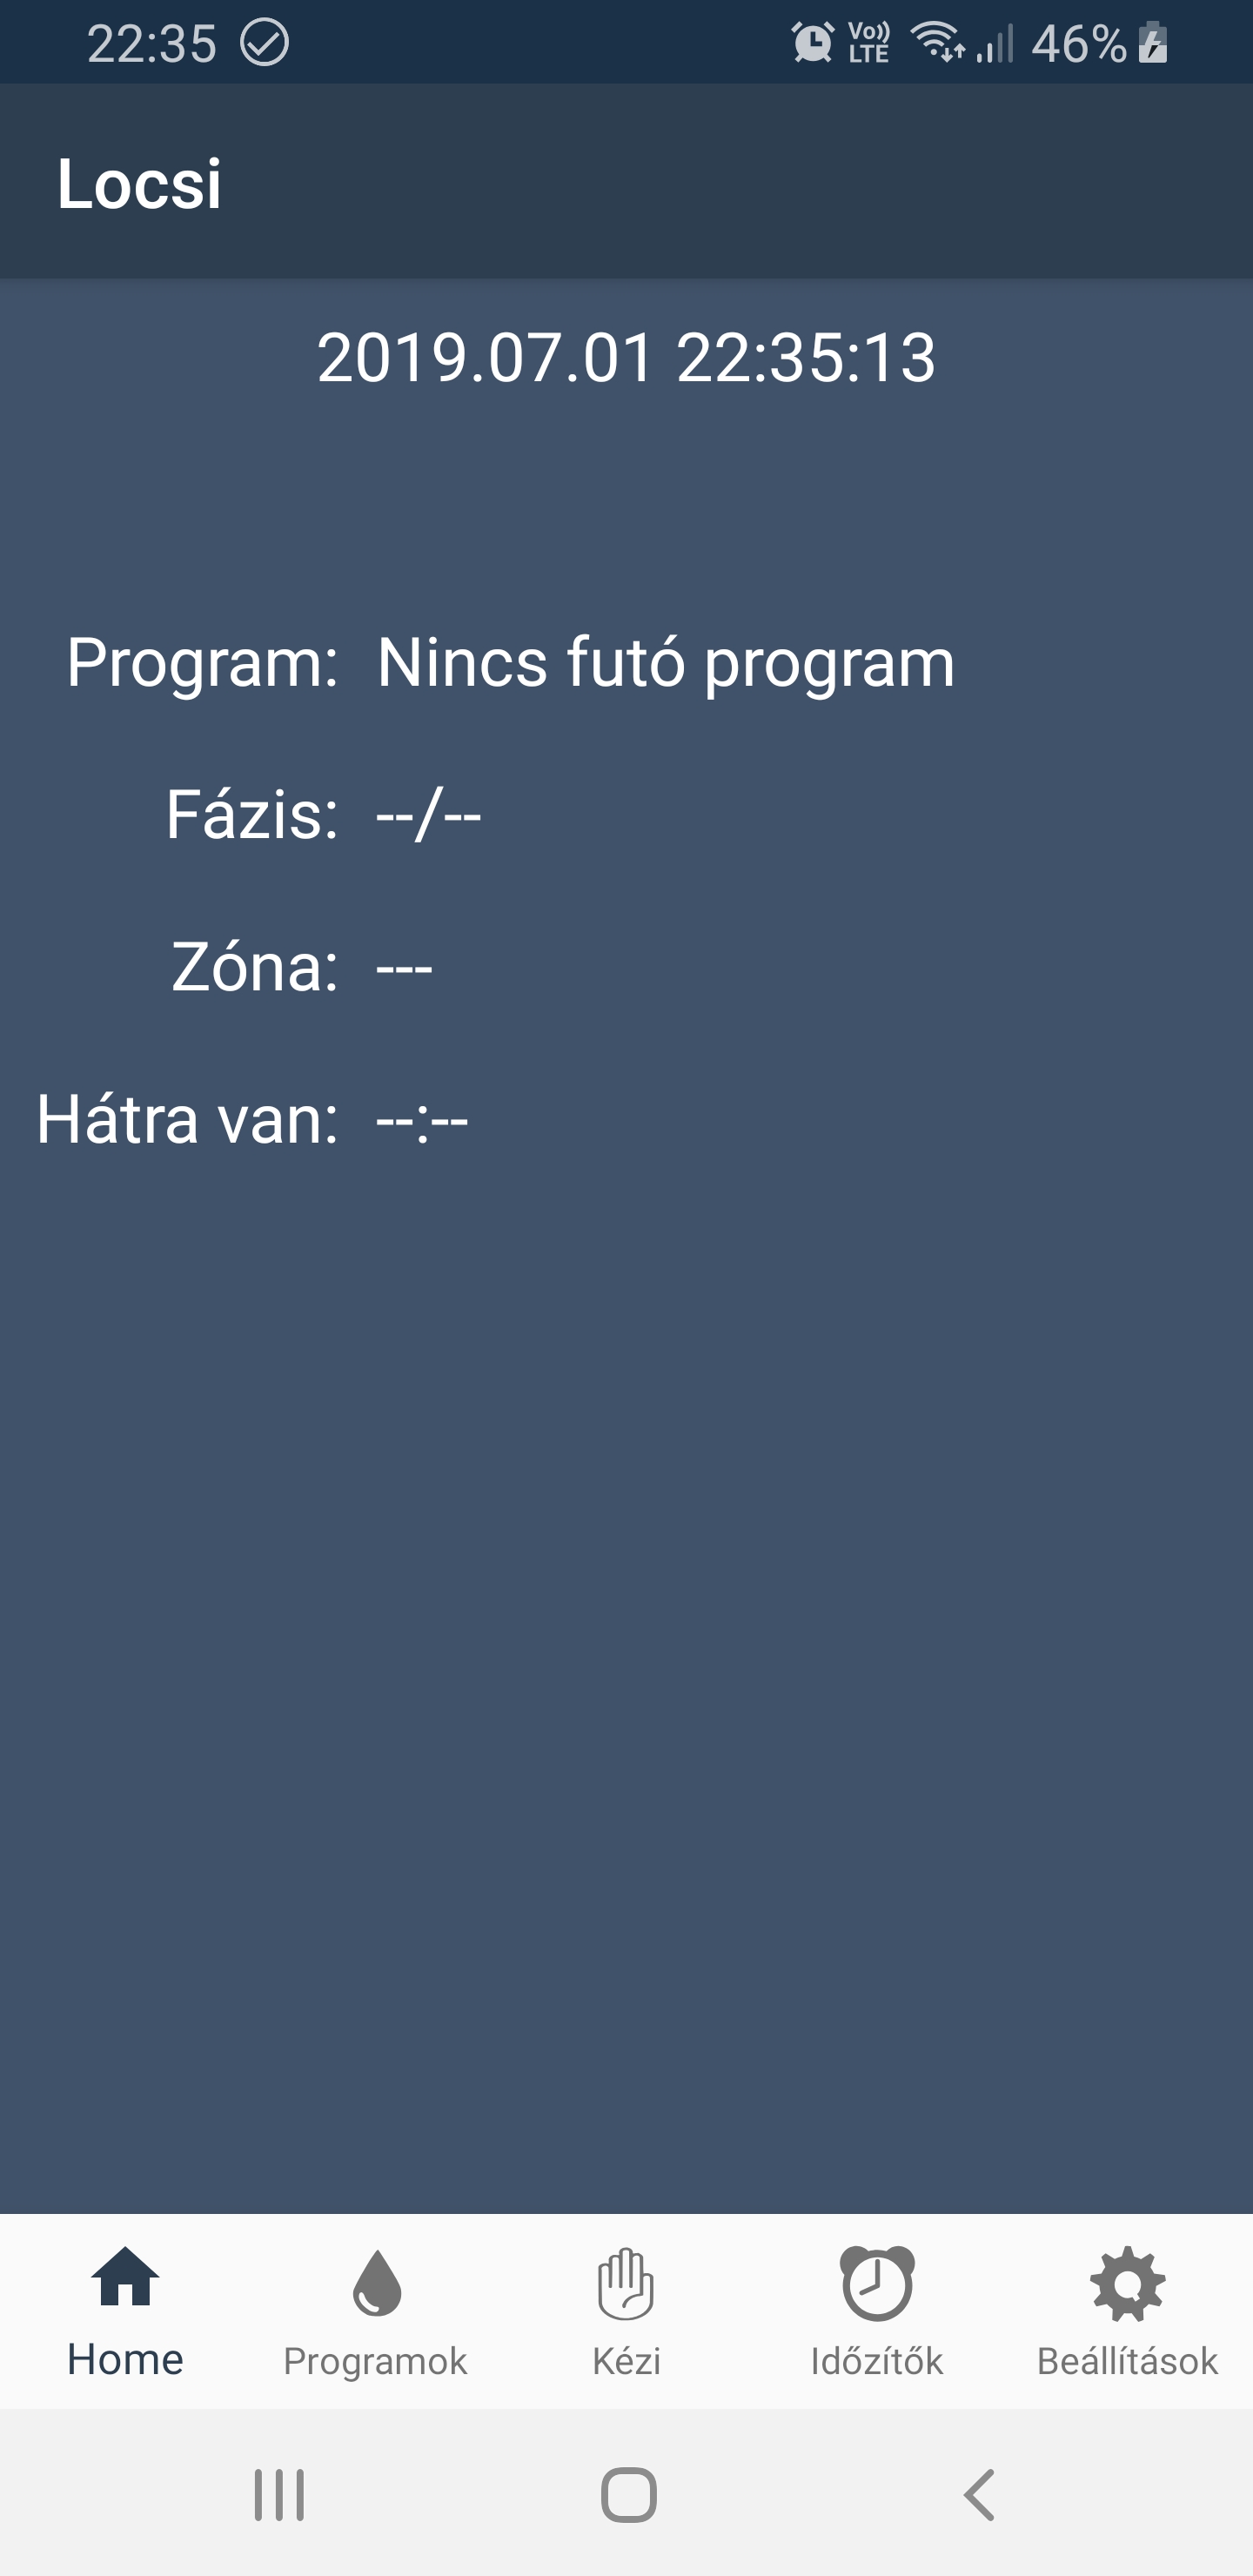 22:35 Vo)) LTE 46%
Locsi
2019.07.01 22:35:13
Program: Nincs futó program
Fázis: --/--
Zóna: ---
Hátra van: --:--
Home Programok Kézi Időzítők Beállítások